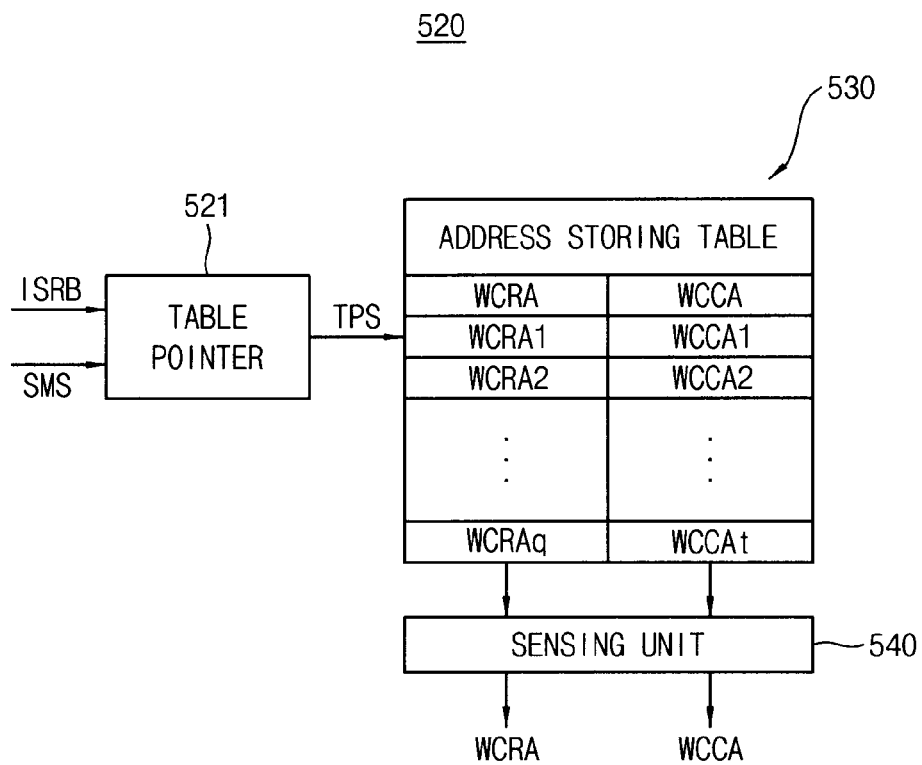 520
530
521
ADDRESS STORING TABLE
ISRB
SMS
TABLE
POINTER
TPS
WCRA WCCA
WCRA1 WCCA1
WCRA2 WCCA2
WCRAq WCCAt
SENSING UNIT
540
WCRA WCCA